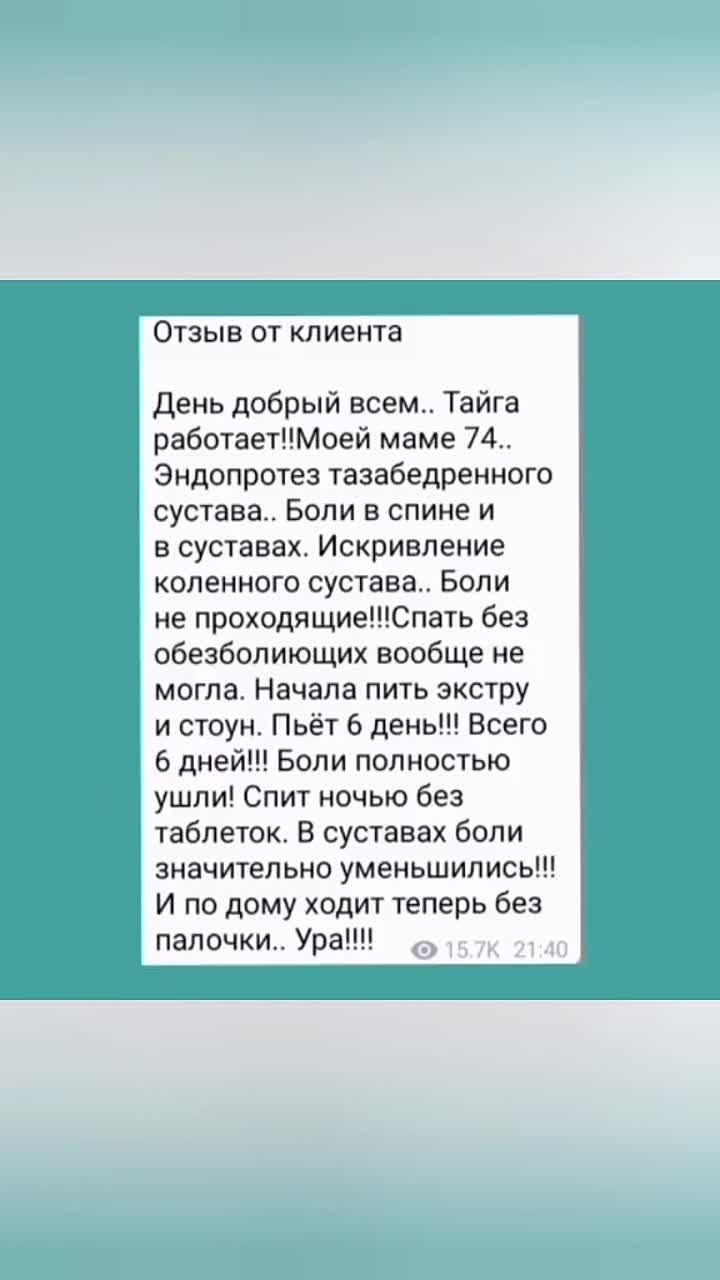 Отзыв от клиента
День добрый всем.. Тайга
работает!!Моей маме 74..
Эндопротез тазабедренного
сустава.. Боли в спине и
в суставах. Искривление
коленного сустава.. Боли
не проходящие!!!Спать без
обезболиющих вообще не
могла. Начала пить экстру
и стоун. Пьёт 6 день!!! Всего
6 дней!!! Боли полностью
ушли! Спит ночью без
таблеток. В суставах боли
значительно уменьшились!!!
И по дому ходит теперь без
палочки.. Ура!!!!
15.7K 21:40